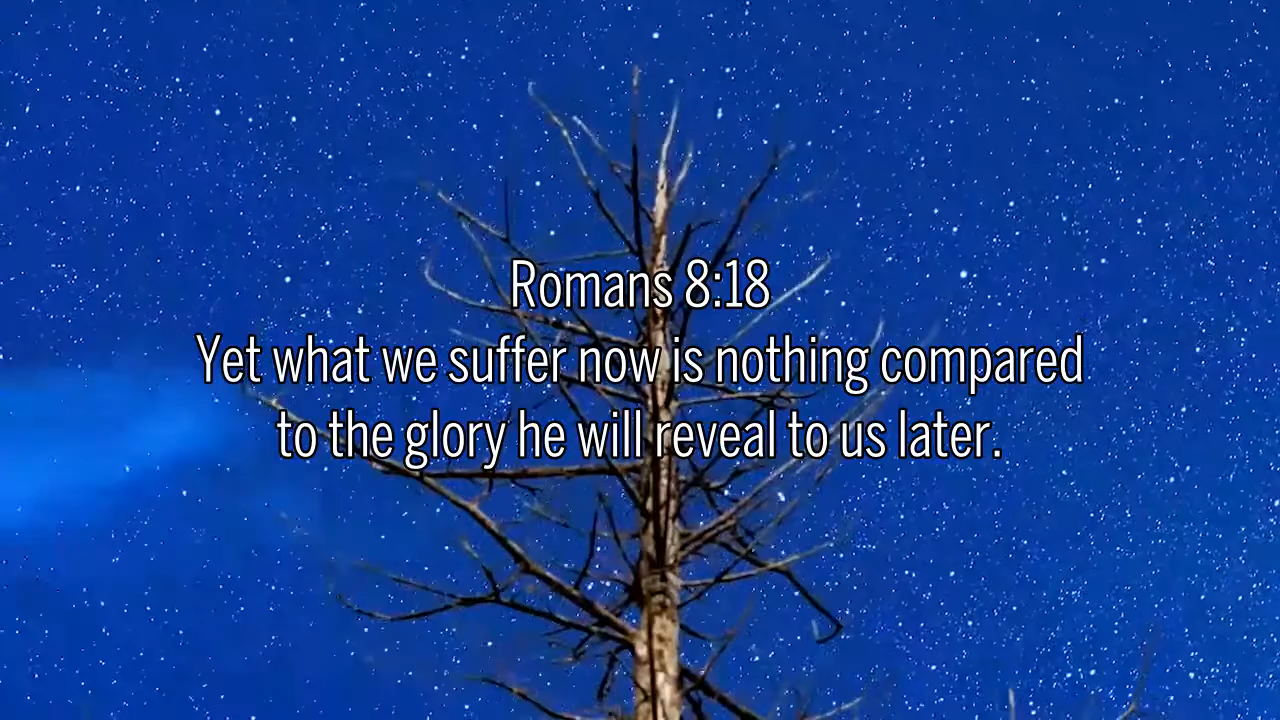 Romans 8:18
Yet what we suffer now is nothing compared
to the glory he will reveal to us later.